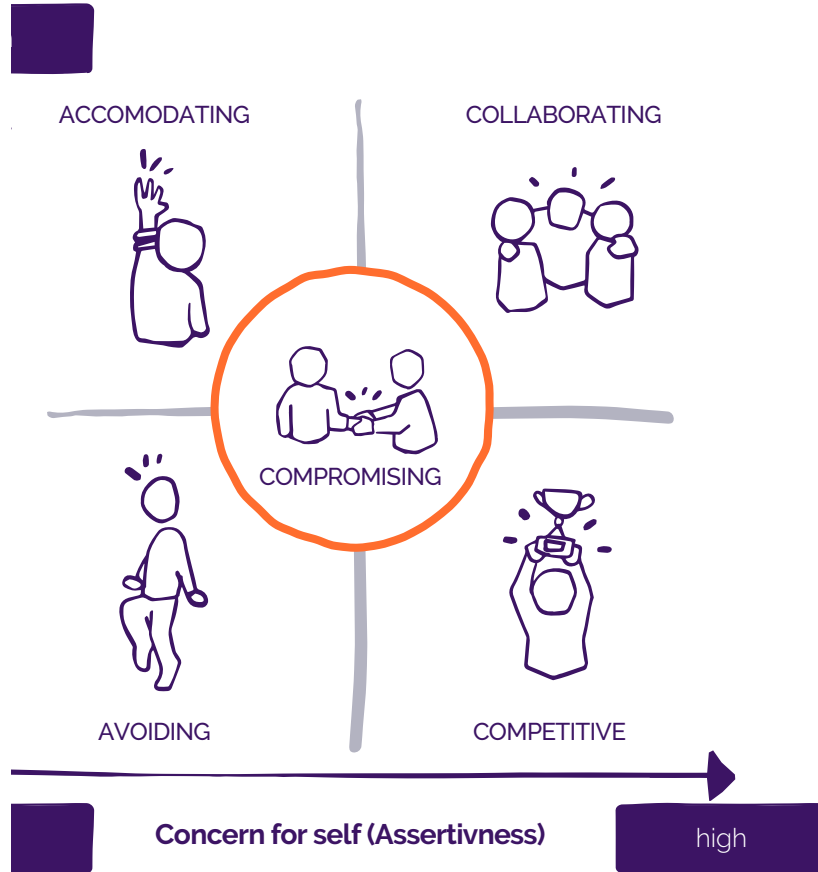 ACCOMODATING
COLLABORATING
COMPROMISING
AVOIDING
COMPETITIVE
Concern for self (Assertivness)
high